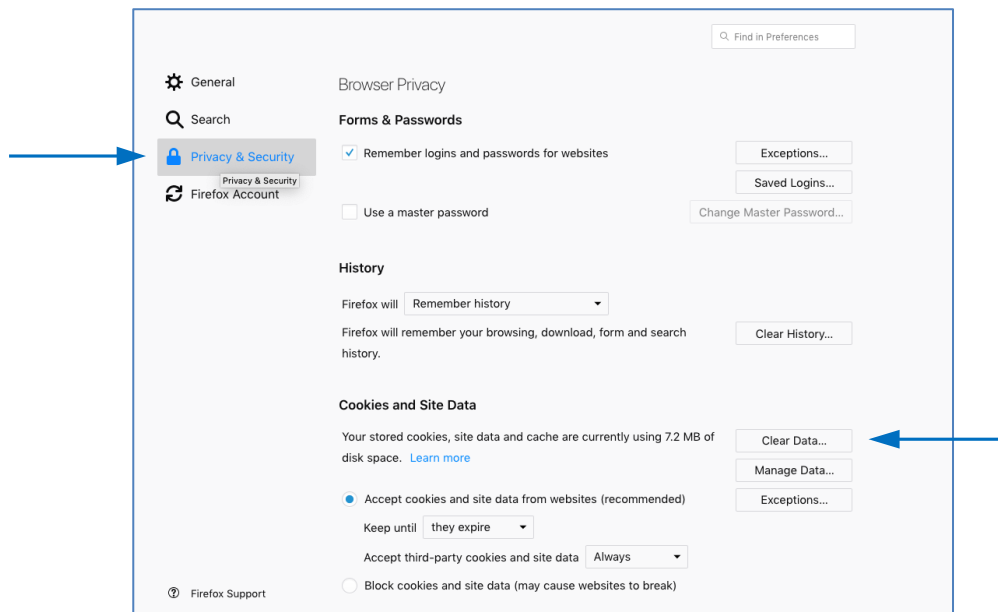 Find in Preferences
General
Search
Privacy & Security
Privacy & Security
Firefox Account
Browser Privacy
Forms & Passwords
Remember logins and passwords for websites
Exceptions...
Saved Logins...
Use a master password
Change Master Password...
History
Firefox will Remember history
Firefox will remember your browsing, download, form and search
history.
Clear History...
Cookies and Site Data
Your stored cookies, site data and cache are currently using 7.2 MB of
disk space. Learn more
Clear Data...
Manage Data...
Accept cookies and site data from websites (recommended)
Exceptions...
Keep until they expire
Accept third-party cookies and site data Always
Block cookies and site data (may cause websites to break)
Firefox Support